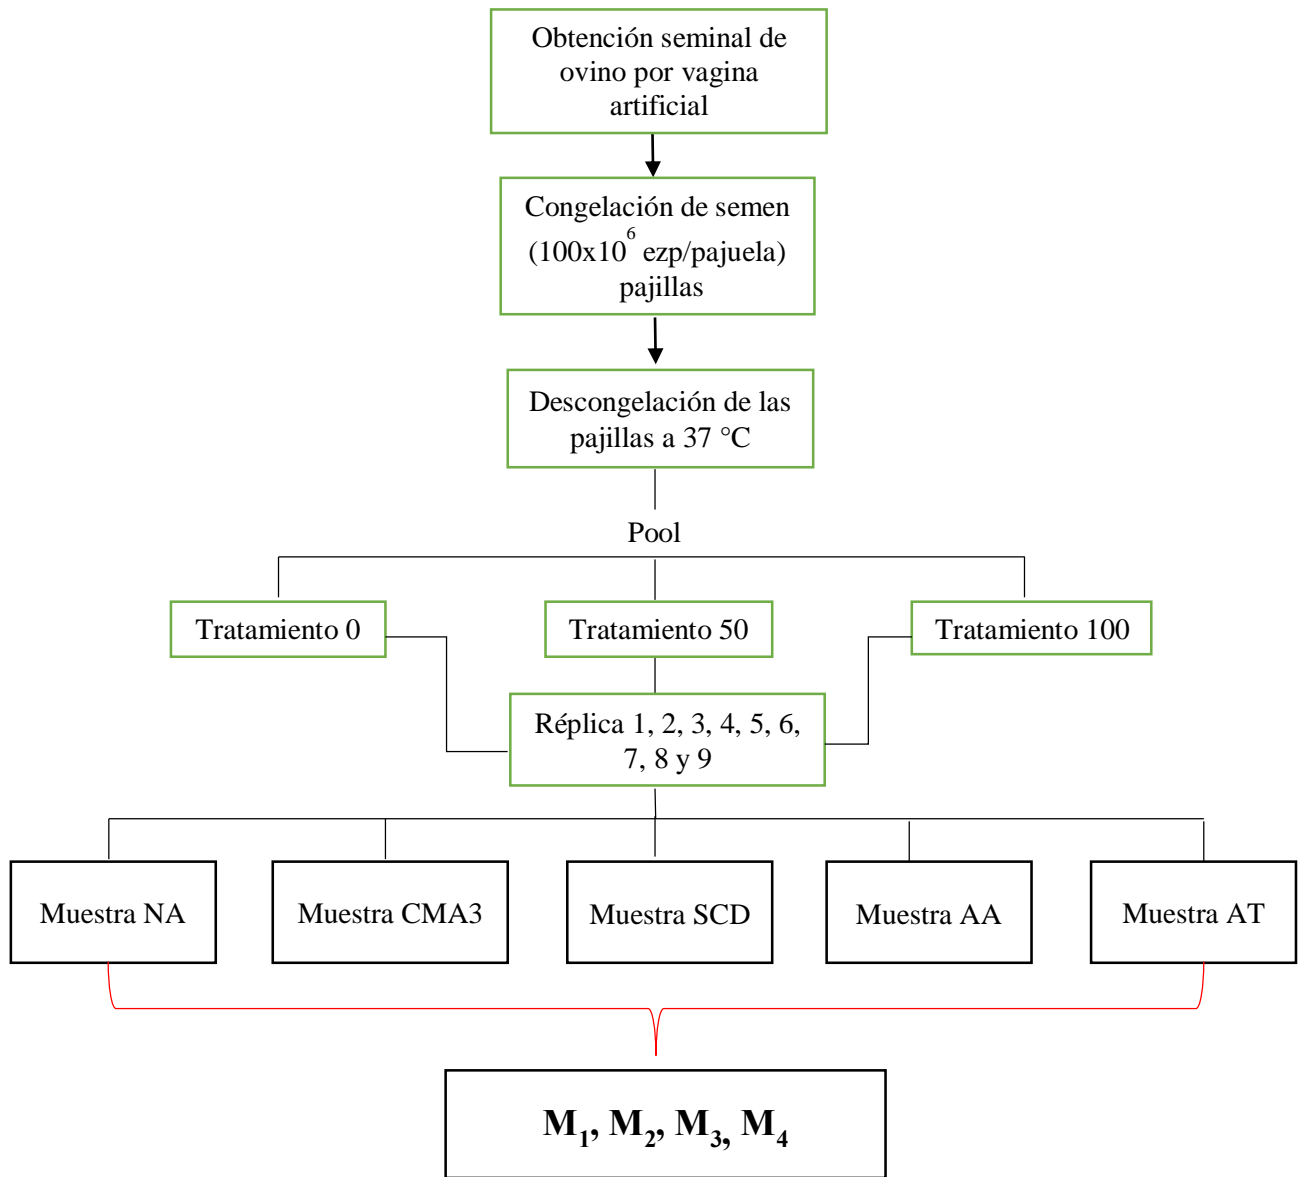 Obtención seminal de
ovino por vagina
artificial
Congelación de semen
(100x10⁶ ezp/pajuela)
pajillas
Descongelación de las
pajillas a 37 °C
Pool
Tratamiento 0
Tratamiento 50
Tratamiento 100
Réplica 1, 2, 3, 4, 5, 6,
7, 8 y 9
Muestra NA
Muestra CMA3
Muestra SCD
Muestra AA
Muestra AT
M₁, M₂, M₃, M₄